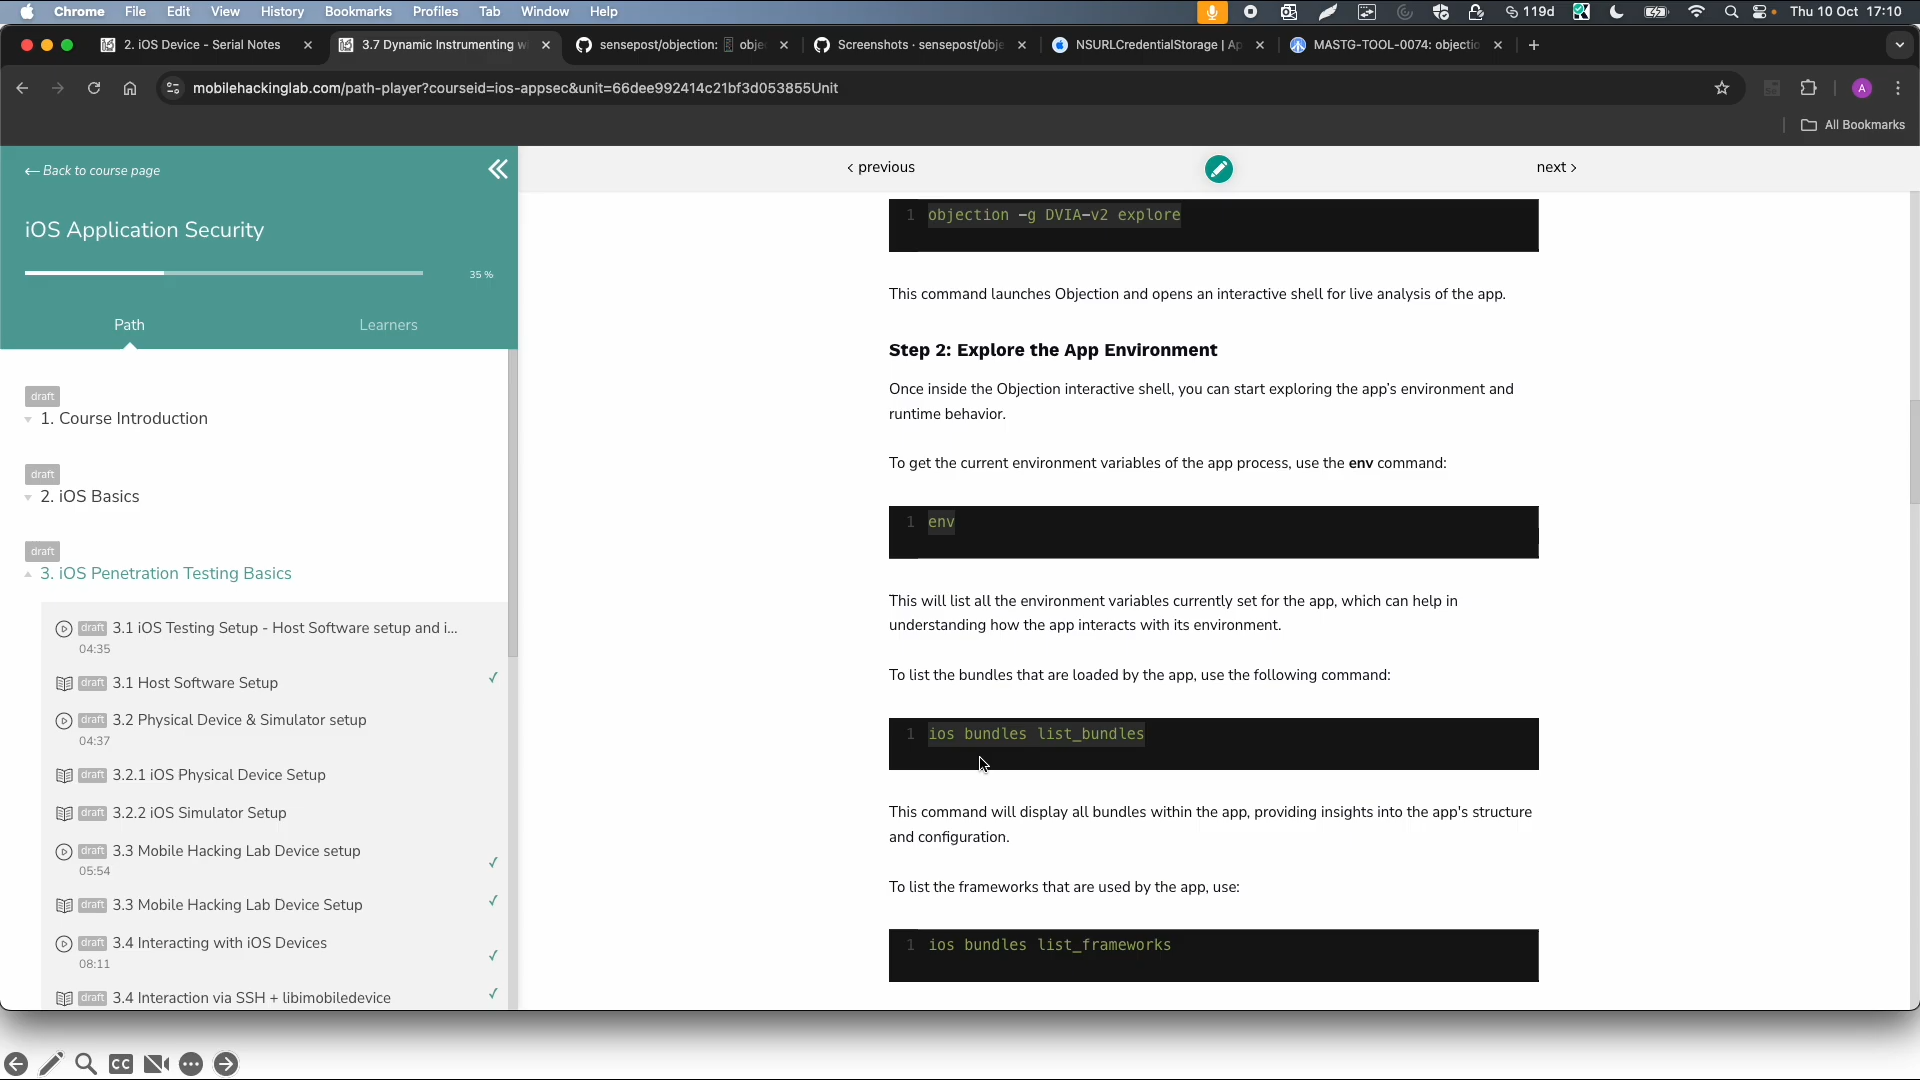 Chrome File Edit View History Bookmarks Profiles Tab Window Help 119d Thu 10 Oct 17:10
2. iOS Device - Serial Notes 3.7 Dynamic Instrumenting w sensepost/objection: obje Screenshots · sensepost/obje NSURLCredentialStorage | Ap MASTG-TOOL-0074: objectio
mobilehackinglab.com/path-player?courseid=ios-appsec&unit=66dee992414c21bf3d053855Unit A
All Bookmarks
← Back to course page
iOS Application Security
35 %
Path Learners
draft
1. Course Introduction
draft
2. iOS Basics
draft
3. iOS Penetration Testing Basics
draft 3.1 iOS Testing Setup - Host Software setup and i...
04:35
draft 3.1 Host Software Setup
draft 3.2 Physical Device & Simulator setup
04:37
draft 3.2.1 iOS Physical Device Setup
draft 3.2.2 iOS Simulator Setup
draft 3.3 Mobile Hacking Lab Device setup
05:54
draft 3.3 Mobile Hacking Lab Device Setup
draft 3.4 Interacting with iOS Devices
08:11
draft 3.4 Interaction via SSH + libimobiledevice
‹ previous next ›
1 objection -g DVIA-v2 explore
This command launches Objection and opens an interactive shell for live analysis of the app.
Step 2: Explore the App Environment
Once inside the Objection interactive shell, you can start exploring the app's environment and
runtime behavior.
To get the current environment variables of the app process, use the env command:
1 env
This will list all the environment variables currently set for the app, which can help in
understanding how the app interacts with its environment.
To list the bundles that are loaded by the app, use the following command:
1 ios bundles list_bundles
This command will display all bundles within the app, providing insights into the app's structure
and configuration.
To list the frameworks that are used by the app, use:
1 ios bundles list_frameworks
CC